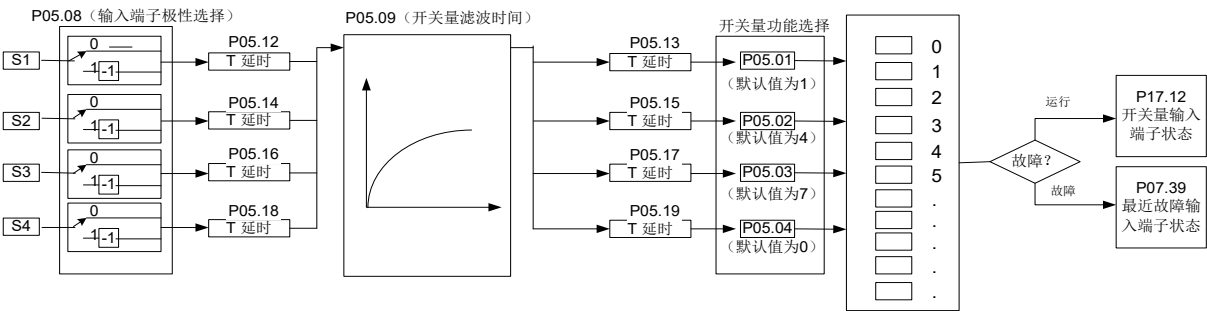 P05.08（输入端子极性选择）
P05.09（开关量滤波时间）
开关量功能选择
S1
0
1
-1
P05.12
T 延时
S2
0
1
-1
P05.14
T 延时
S3
0
1
-1
P05.16
T 延时
S4
0
1
-1
P05.18
T 延时
P05.13
T 延时
P05.15
T 延时
P05.17
T 延时
P05.19
T 延时
P05.01
（默认值为1）
P05.02
（默认值为4）
P05.03
（默认值为7）
P05.04
（默认值为0）
0
1
2
3
4
5
.
.
.
.
.
故障？
运行
故障
P17.12
开关量输入
端子状态
P07.39
最近故障输
入端子状态